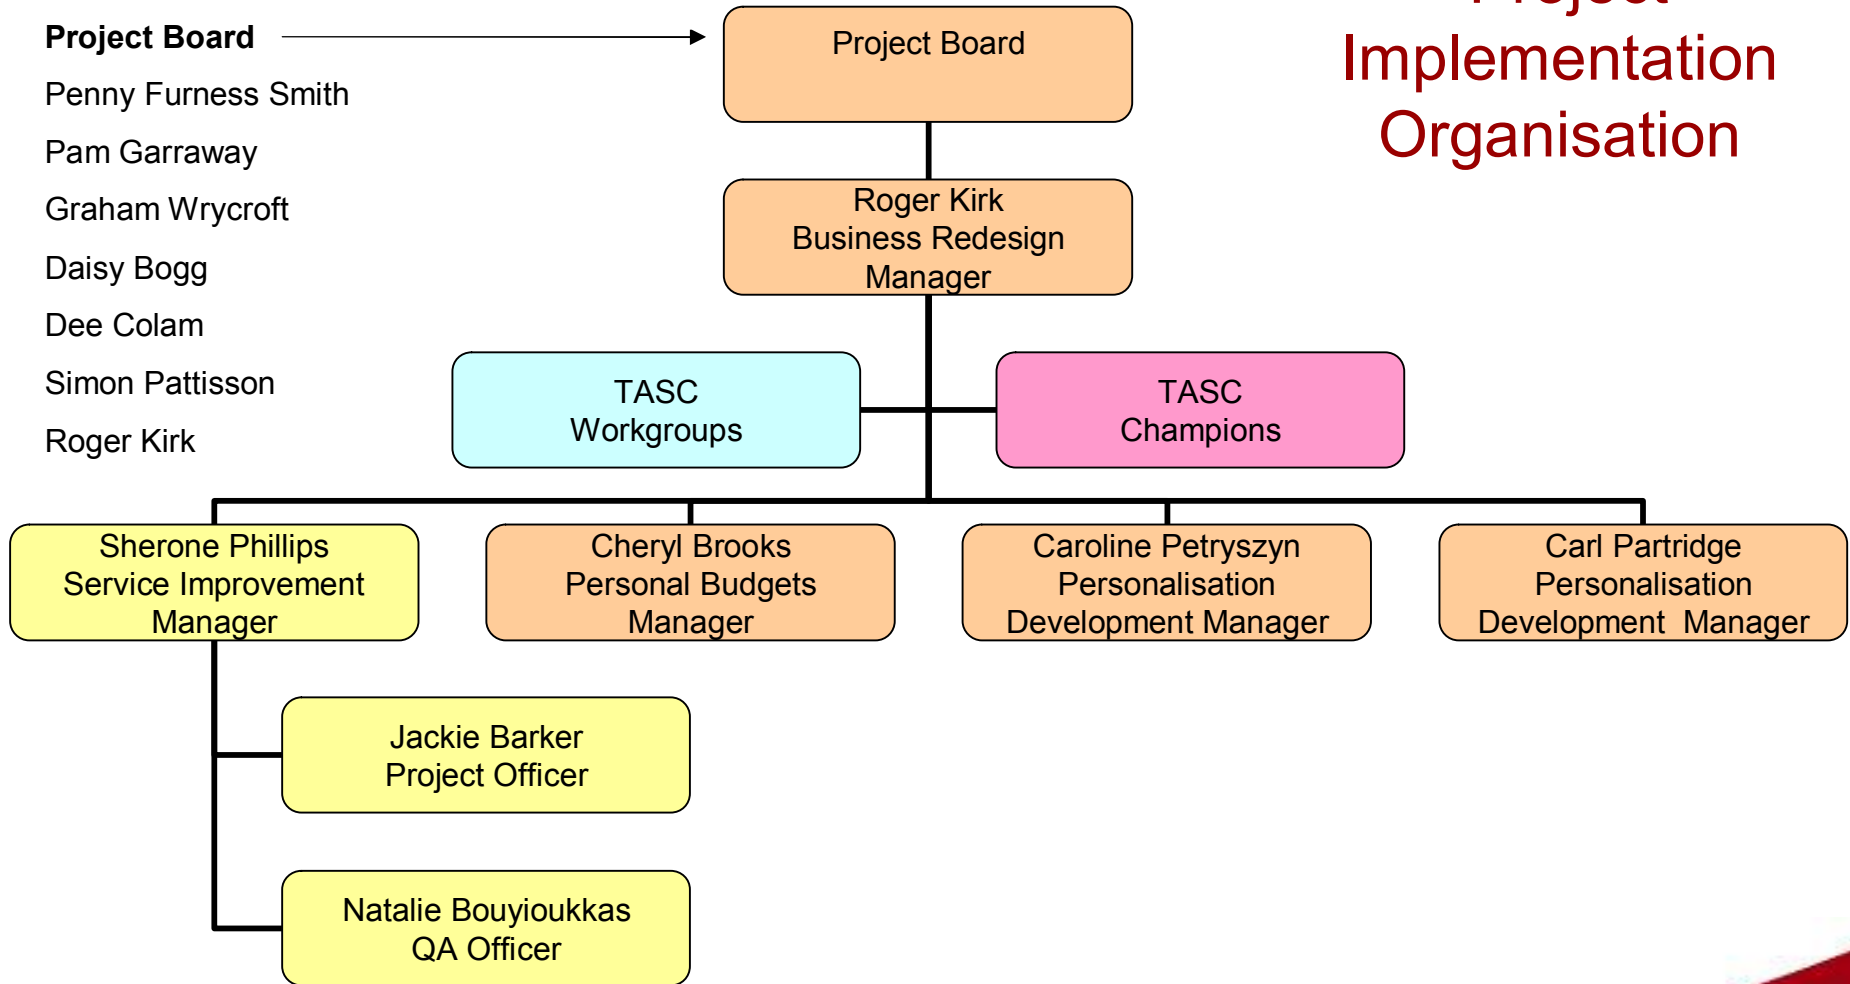 Project
Implementation
Organisation
Project Board
Penny Furness Smith
Pam Garraway
Graham Wrycroft
Daisy Bogg
Dee Colam
Simon Pattisson
Roger Kirk
Project Board
Roger Kirk
Business Redesign
Manager
TASC
Workgroups
TASC
Champions
Sherone Phillips
Service Improvement
Manager
Cheryl Brooks
Personal Budgets
Manager
Caroline Petryszyn
Personalisation
Development Manager
Carl Partridge
Personalisation
Development  Manager
Jackie Barker
Project Officer
Natalie Bouyioukkas
QA Officer